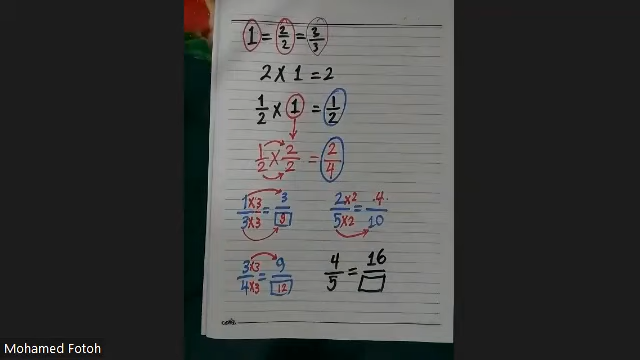 1 = 2/2 = 3/3
2 x 1 = 2
1/2 x 1 = 1/2
1/2 x 2/2 = 2/4
1x3/3x3 = 3/9 2x2/5x2 = 4/10
3x3/4x3 = 9/12 4/5 = 16/□
Mohamed Fotoh